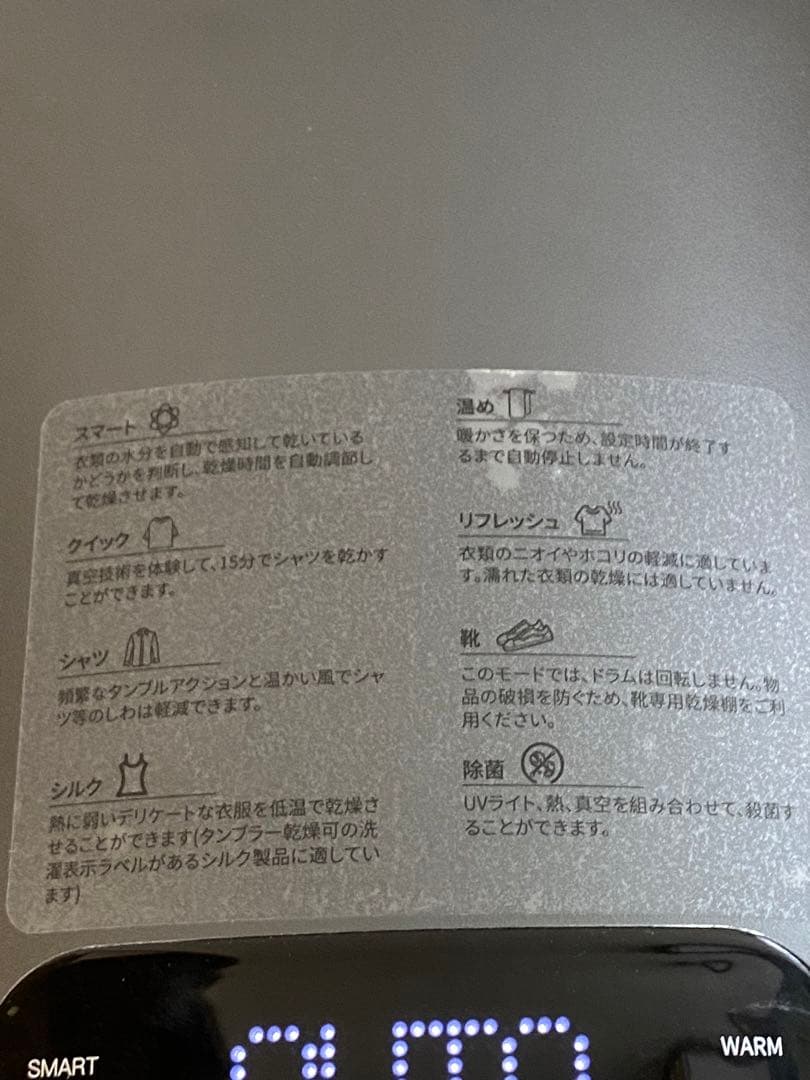 スマート
衣類の水分を自動で感知して乾いている
かどうかを判断し、乾燥時間を自動調節し
て乾燥させます。
クイック
真空技術を体験して、15分でシャツを乾かす
ことができます。
シャツ
頻繁なタンブルアクションと温かい風でシャ
ツ等のしわは軽減できます。
シルク
熱に弱いデリケートな衣服を低温で乾燥さ
せることができます(タンブラー乾燥可の洗
濯表示ラベルがあるシルク製品に適してい
ます)
温め
暖かさを保つため、設定時間が終了す
るまで自動停止しません。
リフレッシュ
衣類のニオイやホコリの軽減に適していま
す。濡れた衣類の乾燥には適していません。
靴
このモードでは、ドラムは回転しません。物
品の破損を防ぐため、靴専用乾燥棚をご利
用ください。
除菌
UVライト、熱、真空を組み合わせて、殺菌す
ることができます。
SMART
WARM